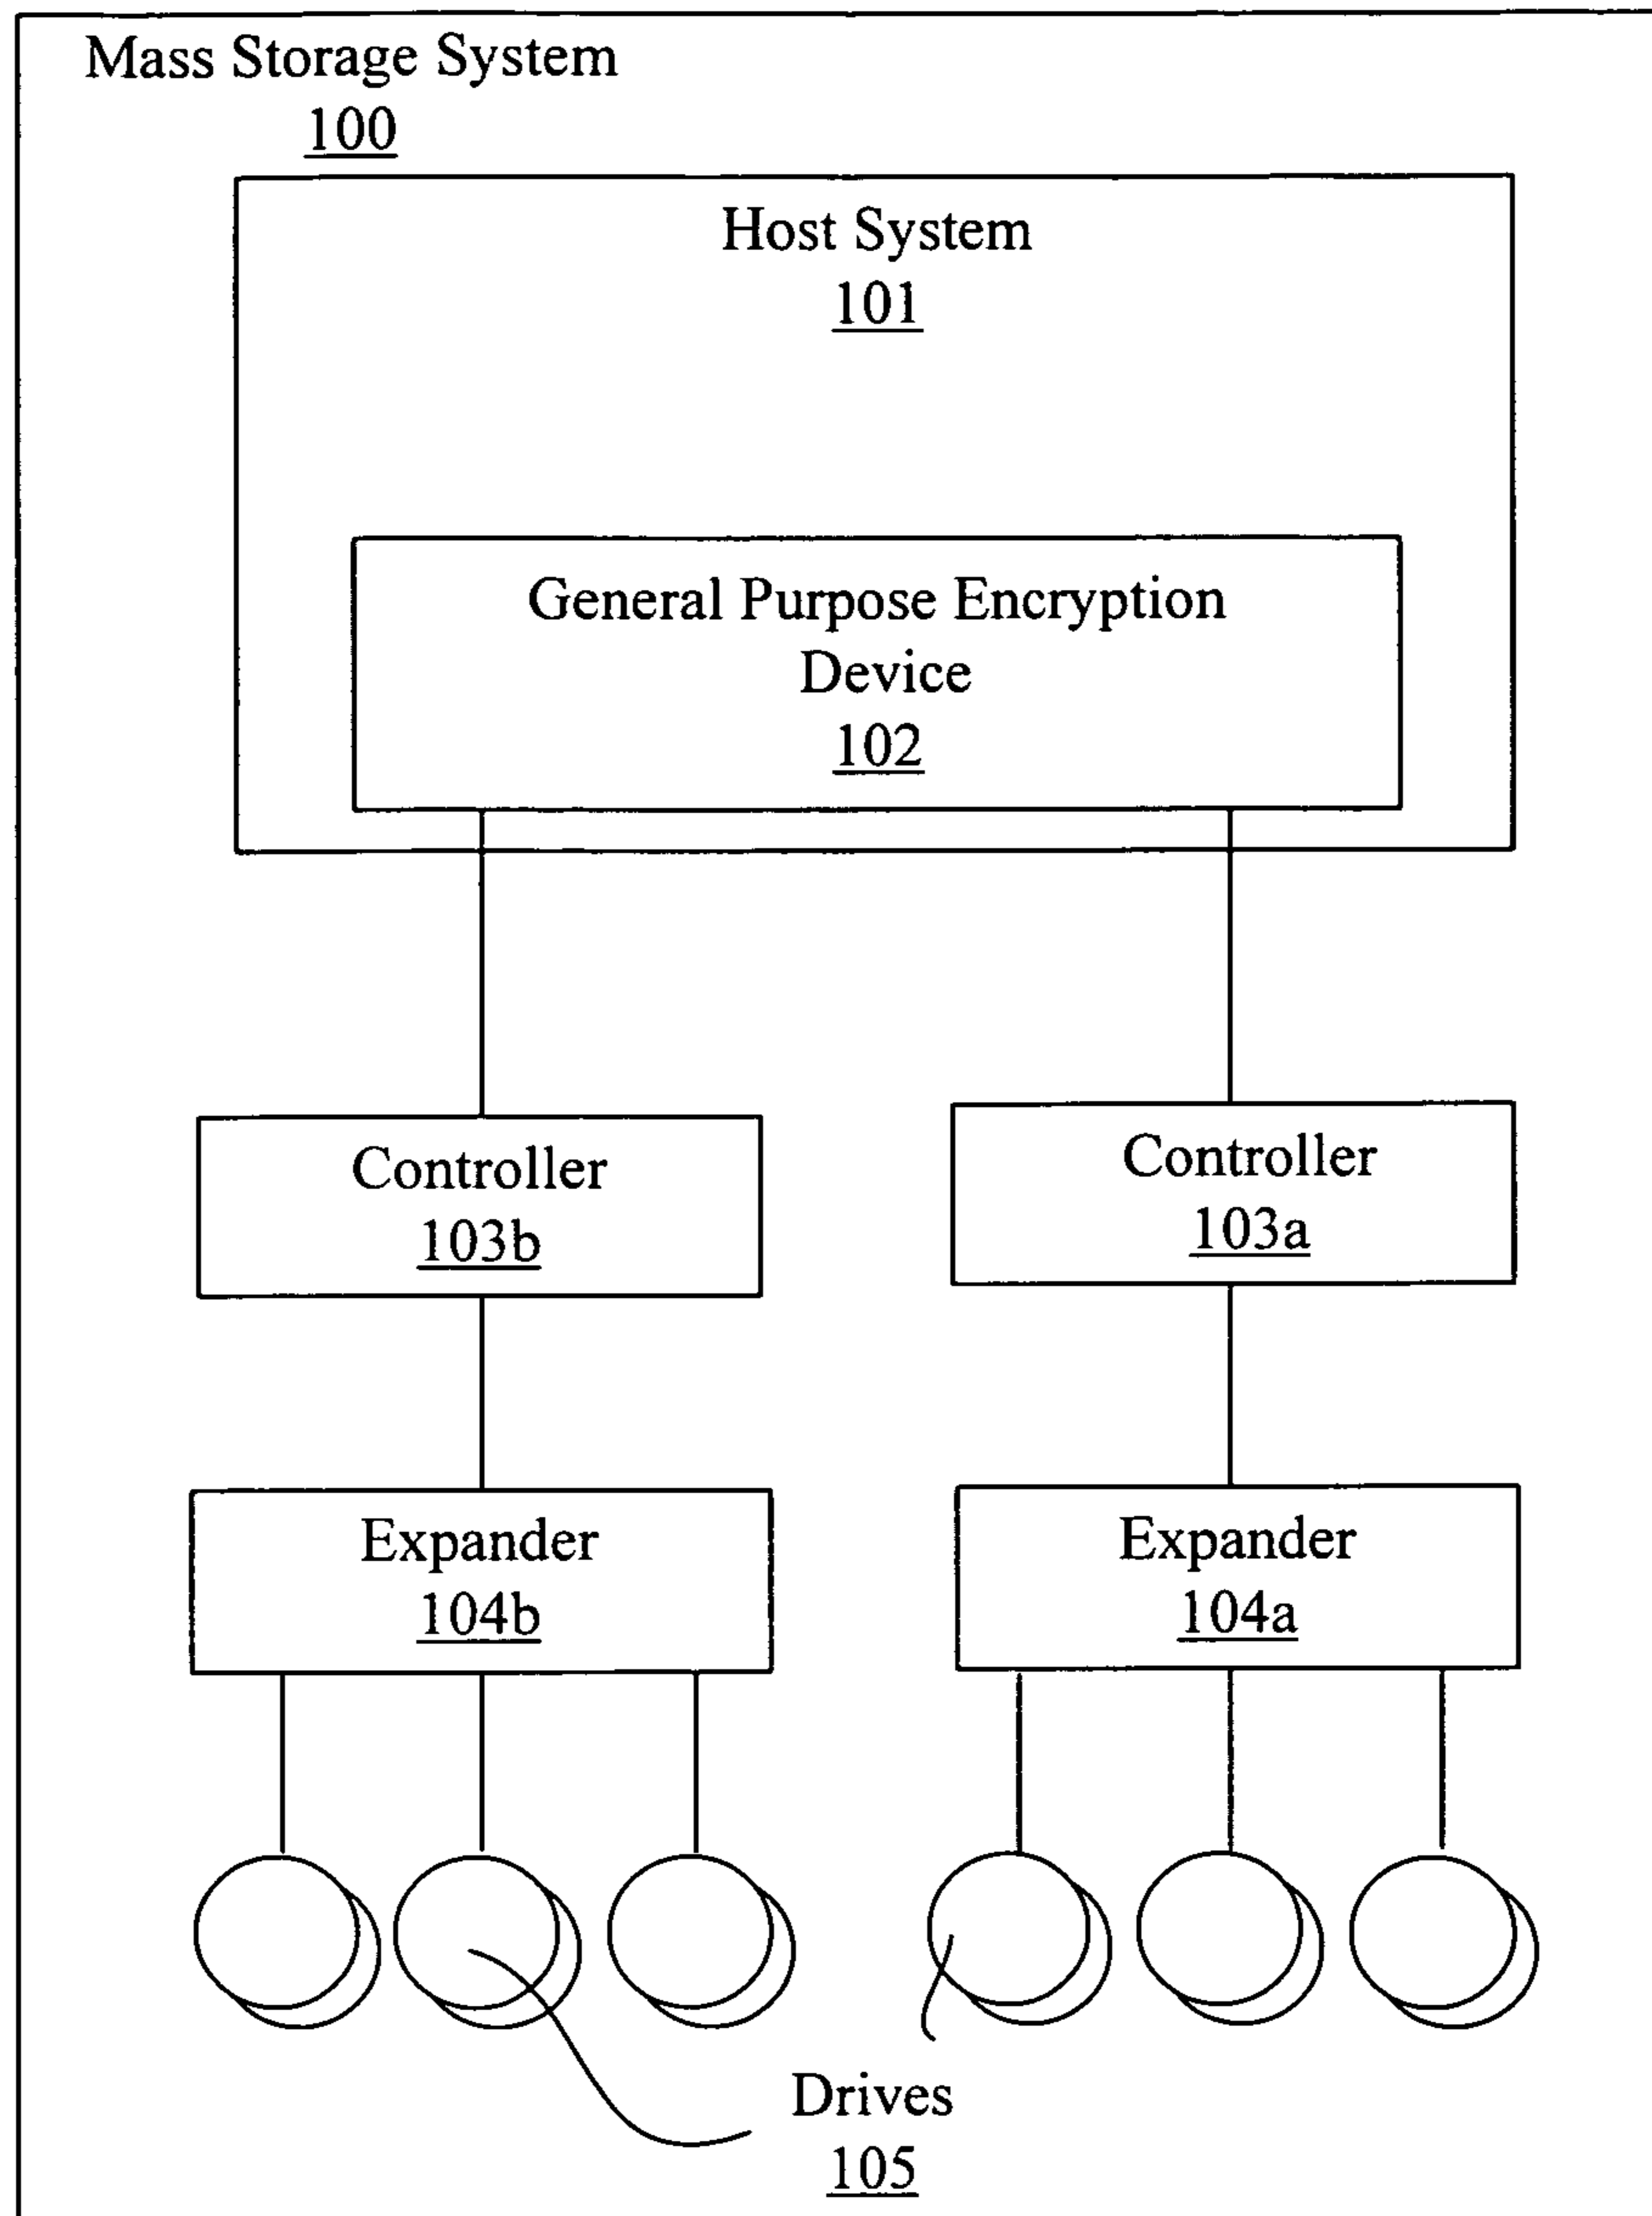 Mass Storage System
100
Host System
101
General Purpose Encryption
Device
102
Controller
103b
Controller
103a
Expander
104b
Expander
104a
Drives
105